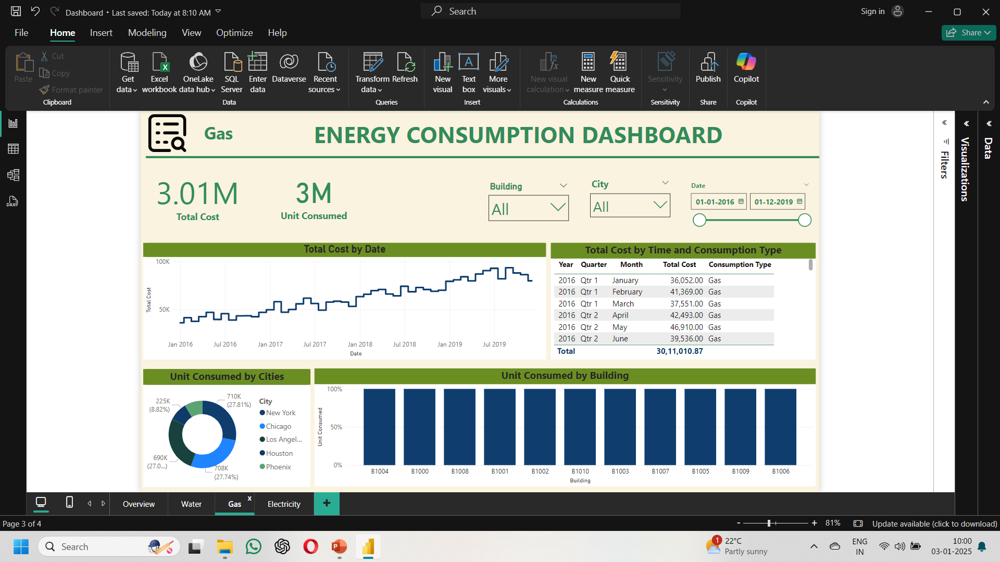 Dashboard • Last saved: Today at 8:10 AM
Search
Sign in
File Home Insert Modeling View Optimize Help
Share
Paste
Cut
Copy
Format painter
Clipboard
Get data
Excel workbook
OneLake data hub
SQL Server
Enter data
Dataverse
Recent sources
Data
Transform data
Refresh
Queries
New visual
Text box
More visuals
Insert
New visual calculation
New measure
Quick measure
Calculations
Sensitivity
Sensitivity
Publish
Share
Copilot
Copilot
Gas
ENERGY CONSUMPTION DASHBOARD
3.01M
Total Cost
3M
Unit Consumed
Building
All
City
All
Date
01-01-2016
01-12-2019
Filters
Visualizations
Data
DAX
Total Cost by Date
100K
50K
Total Cost
Jan 2016 Jul 2016 Jan 2017 Jul 2017 Jan 2018 Jul 2018 Jan 2019 Jul 2019
Date
Total Cost by Time and Consumption Type
Year Quarter Month Total Cost Consumption Type
2016 Qtr 1 January 36,052.00 Gas
2016 Qtr 1 February 41,369.00 Gas
2016 Qtr 1 March 37,551.00 Gas
2016 Qtr 2 April 42,493.00 Gas
2016 Qtr 2 May 46,910.00 Gas
2016 Qtr 2 June 39,536.00 Gas
Total 30,11,010.87
Unit Consumed by Cities
710K
(27.81%)
225K
(8.82%)
690K
(27.0...)
708K
(27.74%)
City
New York
Chicago
Los Angel...
Houston
Phoenix
Unit Consumed by Building
100%
50%
0%
Unit Consumed
B1004 B1000 B1008 B1001 B1002 B1010 B1003 B1007 B1005 B1009 B1006
Building
Overview Water Gas x Electricity +
Page 3 of 4
- + 81%
Update available (click to download)
Search
1
22°C
Partly sunny
ENG
IN
10:00
03-01-2025